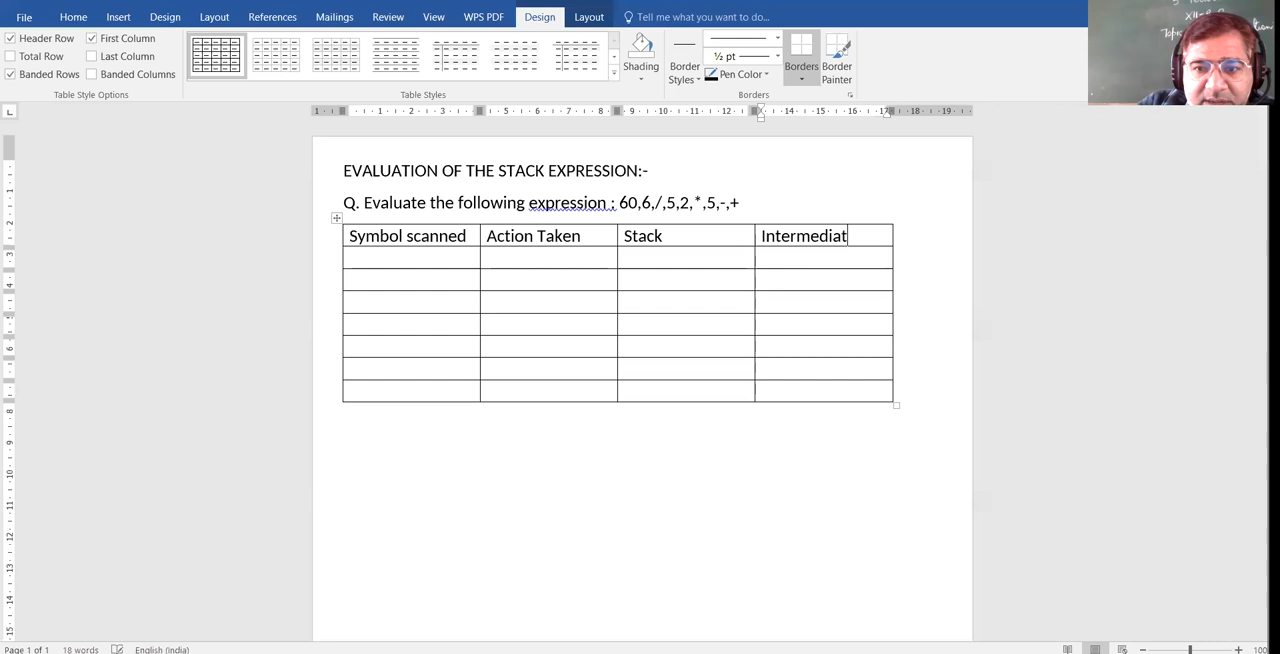 File Home Insert Design Layout References Mailings Review View WPS PDF Design Layout Tell me what you want to do...
Header Row First Column
Total Row Last Column
Banded Rows Banded Columns
Table Style Options
Table Styles
Shading
Border Styles
½ pt
Pen Color
Borders
Border Painter
Borders
EVALUATION OF THE STACK EXPRESSION:-
Q. Evaluate the following expression : 60,6,/,5,2,*,5,-,+
Symbol scanned Action Taken Stack Intermediat
Page 1 of 1 18 words English (India) 100